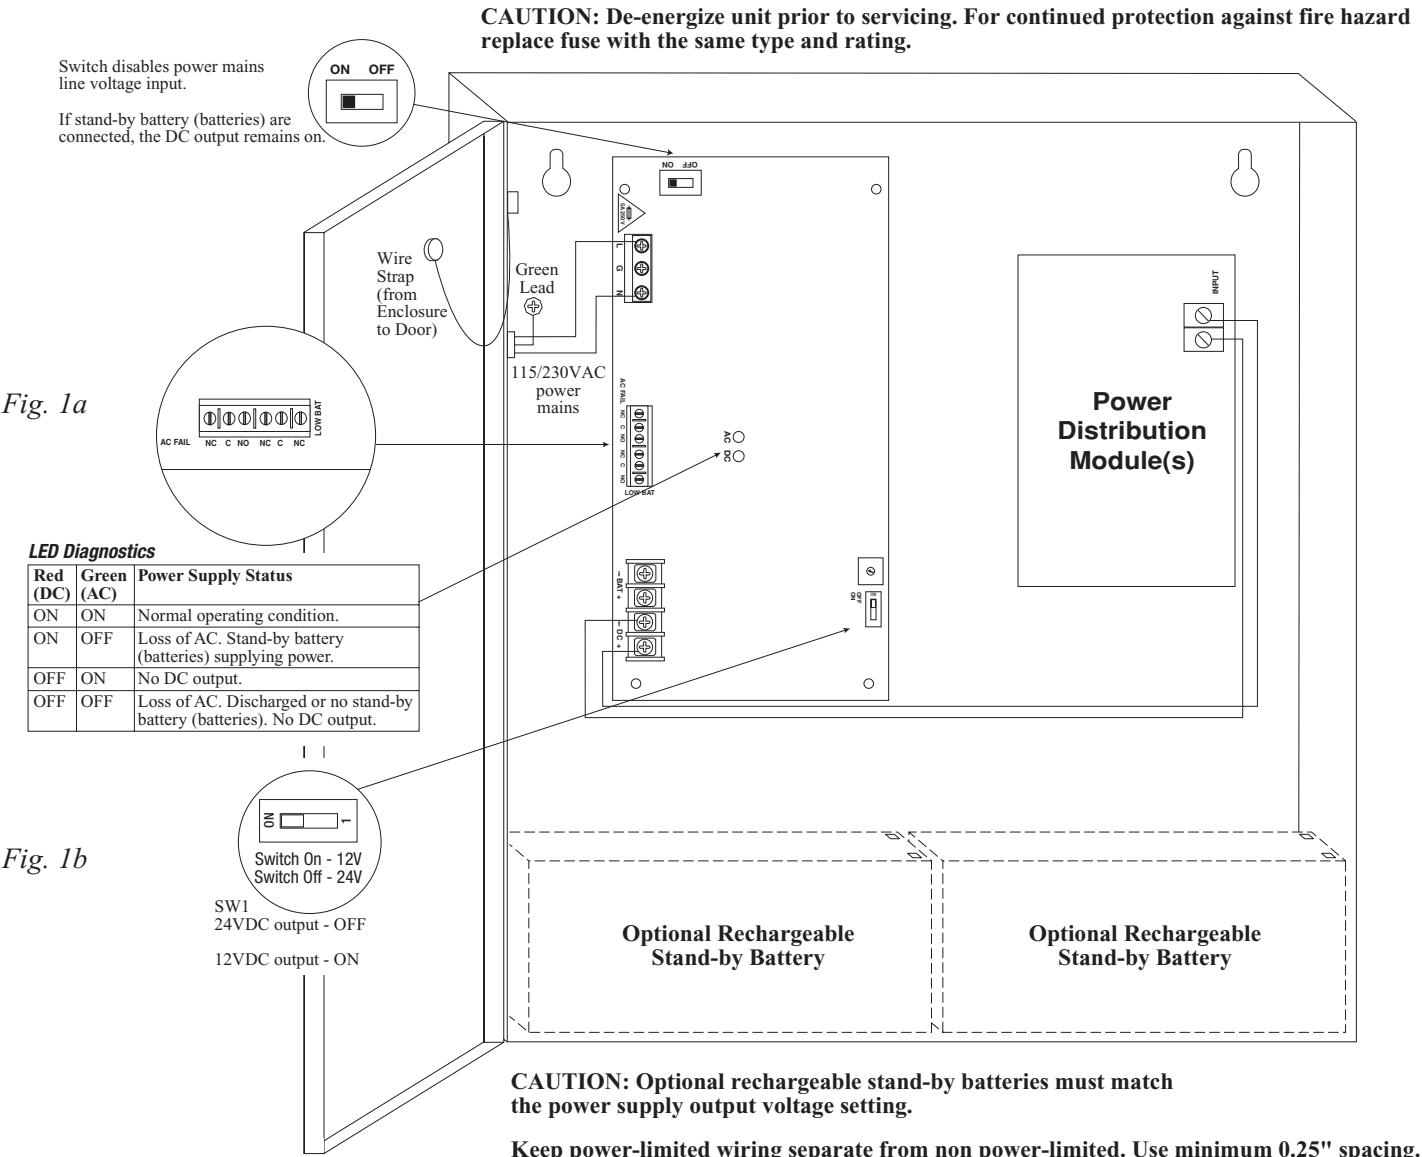 CAUTION: De-energize unit prior to servicing. For continued protection against fire hazard
replace fuse with the same type and rating.
Switch disables power mains
line voltage input.
If stand-by battery (batteries) are
connected, the DC output remains on.
ON OFF
ON OFF
5A 250V
L
G
N
Wire
Strap
(from
Enclosure
to Door)
Green
Lead
115/230VAC
power
mains
INPUT
Power
Distribution
Module(s)
Fig. 1a
AC FAIL NC C NO NC C NC LOW BAT
AC FAIL
NC
C
NO
NC
C
NO
LOW BAT
AC
DC
LED Diagnostics
Red (DC) Green (AC) Power Supply Status
ON ON Normal operating condition.
ON OFF Loss of AC. Stand-by battery
(batteries) supplying power.
OFF ON No DC output.
OFF OFF Loss of AC. Discharged or no stand-by
battery (batteries). No DC output.
– BAT +
– DC +
OFF
ON
Fig. 1b
ON 1
Switch On - 12V
Switch Off - 24V
SW1
24VDC output - OFF
12VDC output - ON
Optional Rechargeable
Stand-by Battery
Optional Rechargeable
Stand-by Battery
CAUTION: Optional rechargeable stand-by batteries must match
the power supply output voltage setting.
Keep power-limited wiring separate from non power-limited. Use minimum 0.25" spacing.